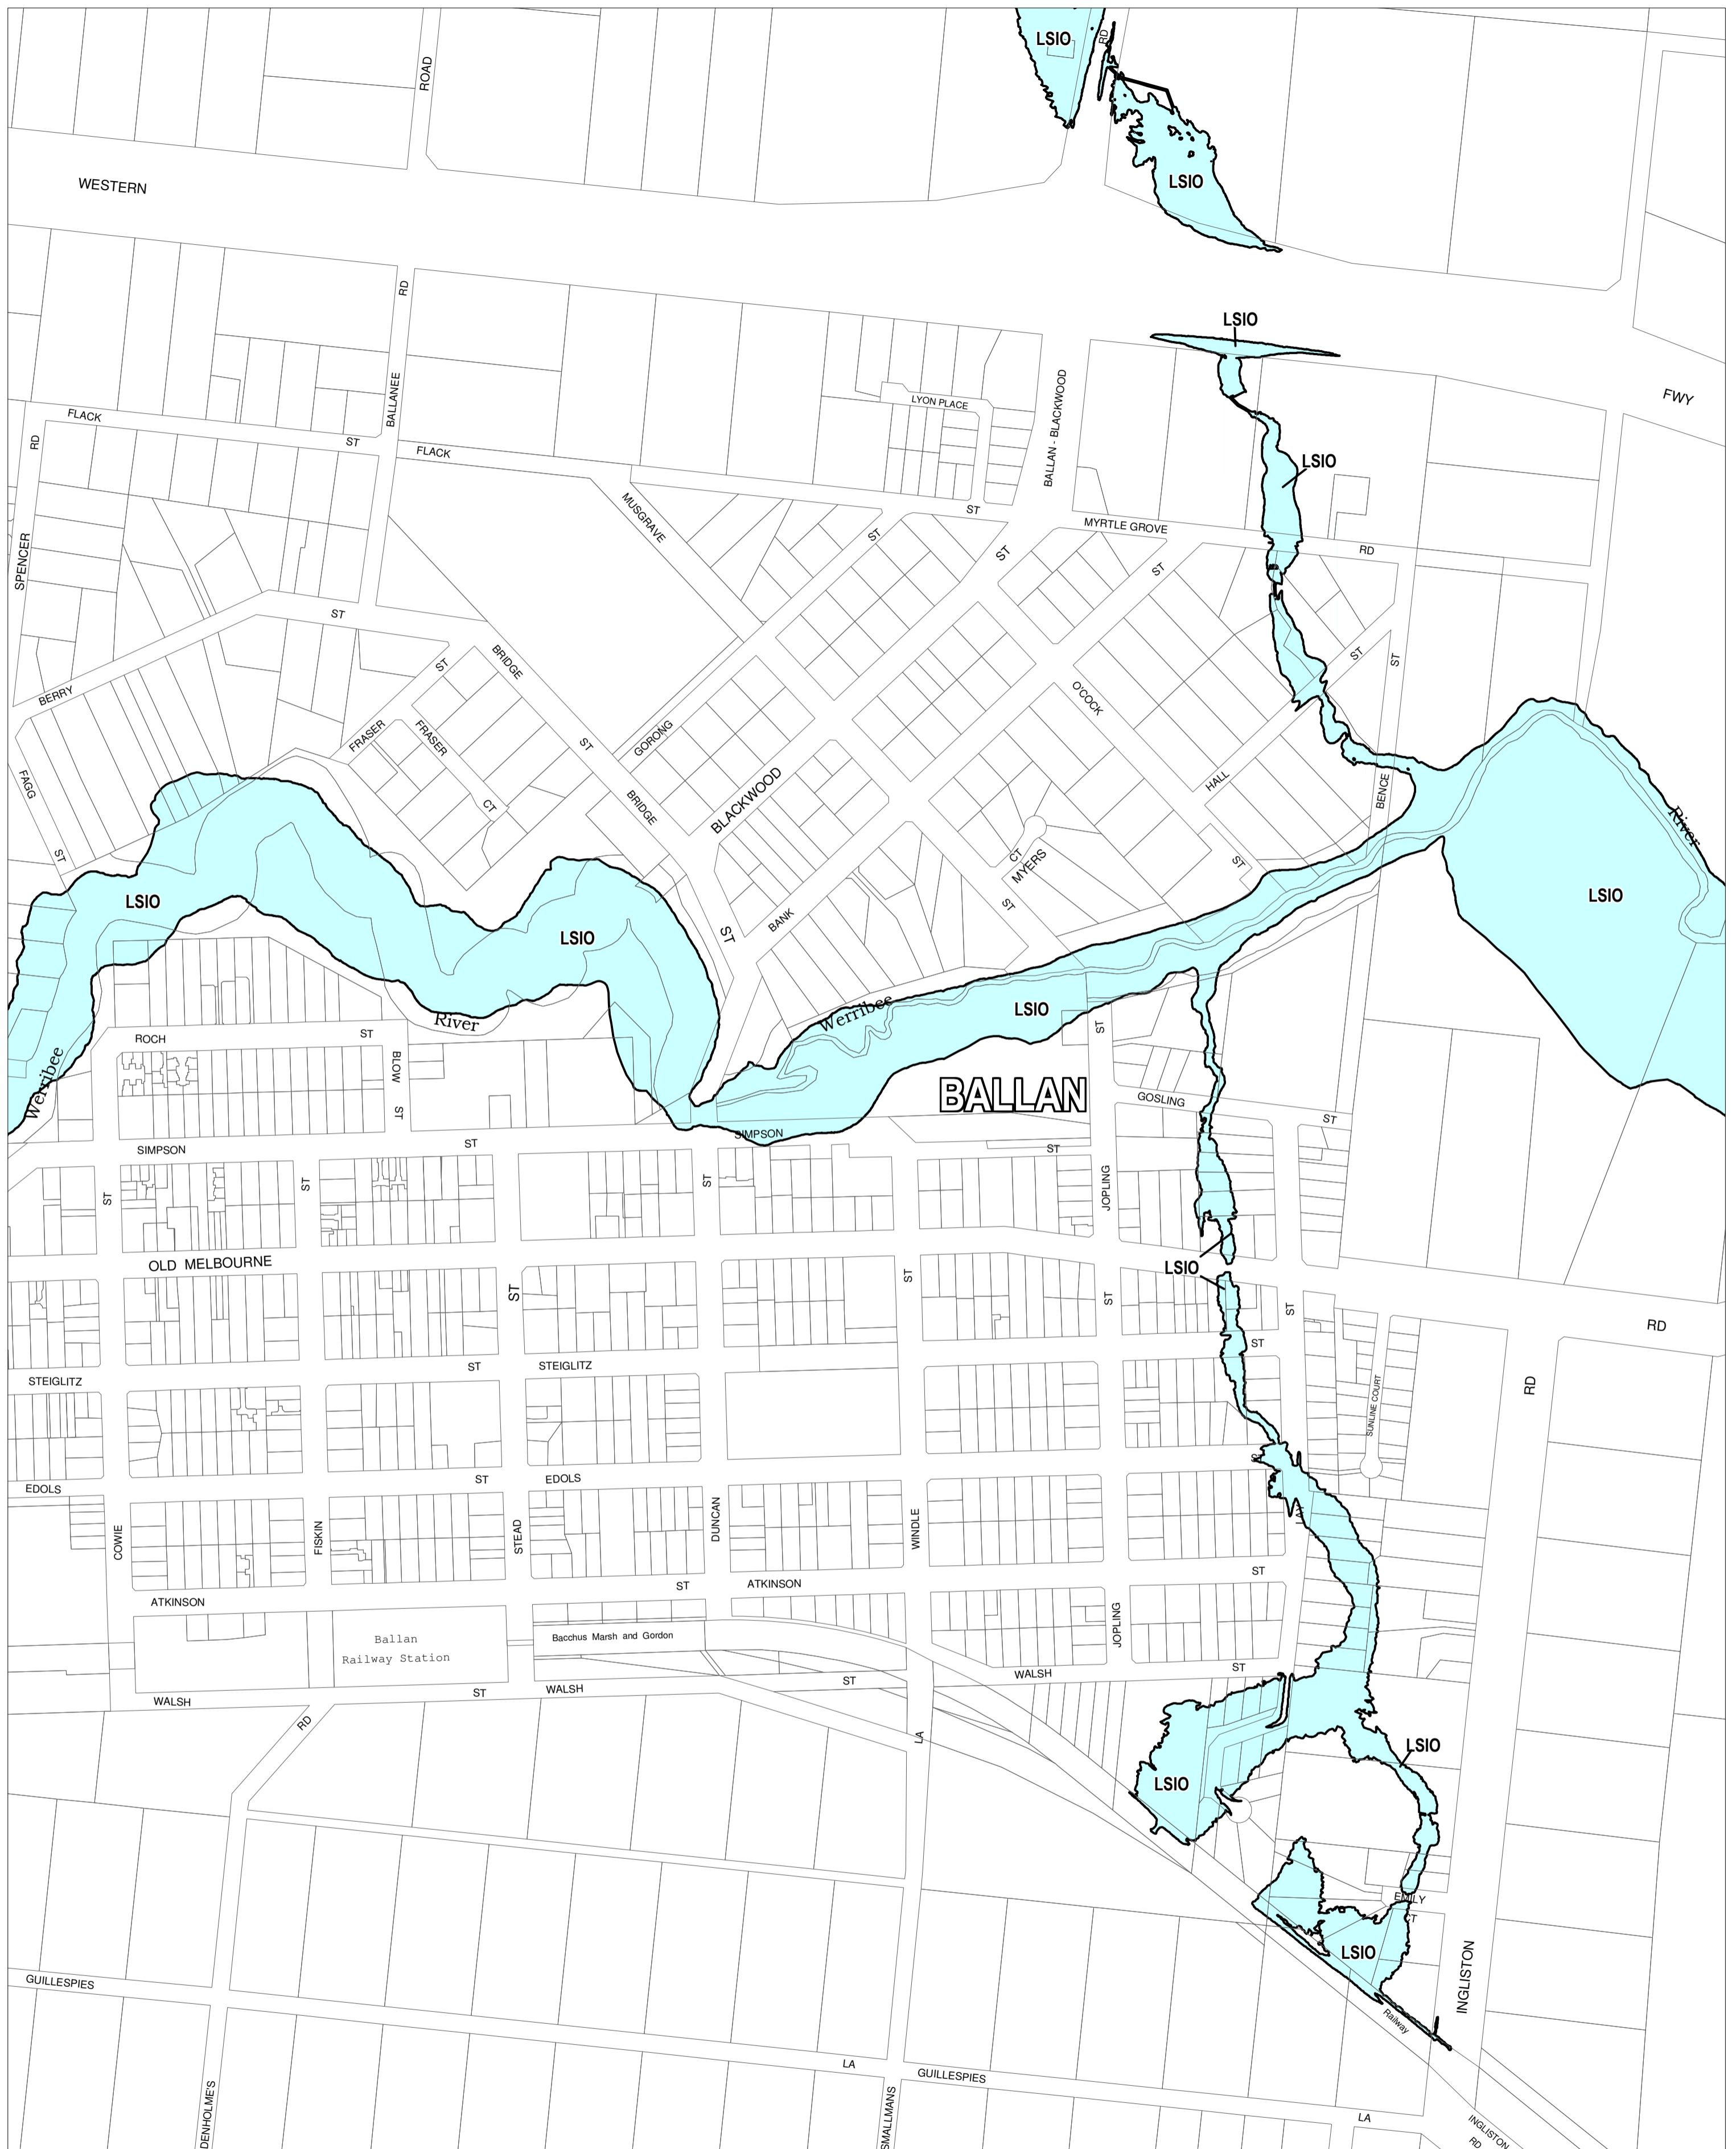 LSIO
RD
ROAD
LSIO
WESTERN
RD
LSIO
BALLANEE
BALLAN - BLACKWOOD
LYON PLACE
FWY
FLACK
ST
RD
FLACK
LSIO
MUSGRAVE
ST
ST
ST
MYRTLE GROVE
RD
SPENCER
ST
ST
BERRY
ST
BRIDGE
ST
ST
FRASER
FRASER
CT
GORONG
ST
O'COCK
FAGG
ST
BRIDGE
BLACKWOOD
HALL
BENCE
River
ST
CT
MYERS
ST
LSIO
LSIO
BANK
ST
ST
LSIO
LSIO
Werribee
River
ROCH
ST
ST
BLOW
ST
Werribee
BALLAN
GOSLING
ST
SIMPSON
SIMPSON
ST
ST
ST
ST
ST
JOPLING
OLD MELBOURNE
LSIO
ST
ST
ST
ST
RD
ST
STEIGLITZ
ST
STEIGLITZ
RD
SUNLINE COURT
EDOLS
ST
EDOLS
ST
COWIE
FISKIN
STEAD
DUNCAN
WINDLE
ATKINSON
ST
ATKINSON
ST
JOPLING
Ballan
Railway Station
Bacchus Marsh and Gordon
WALSH
ST
WALSH
ST
WALSH
ST
RD
LA
LSIO
LSIO
EMILY
CT
LSIO
INGLISTON
Railway
GUILLESPIES
LA
GUILLESPIES
LA
DENHOLME'S
SMALLMANS
INGLISTON
RD